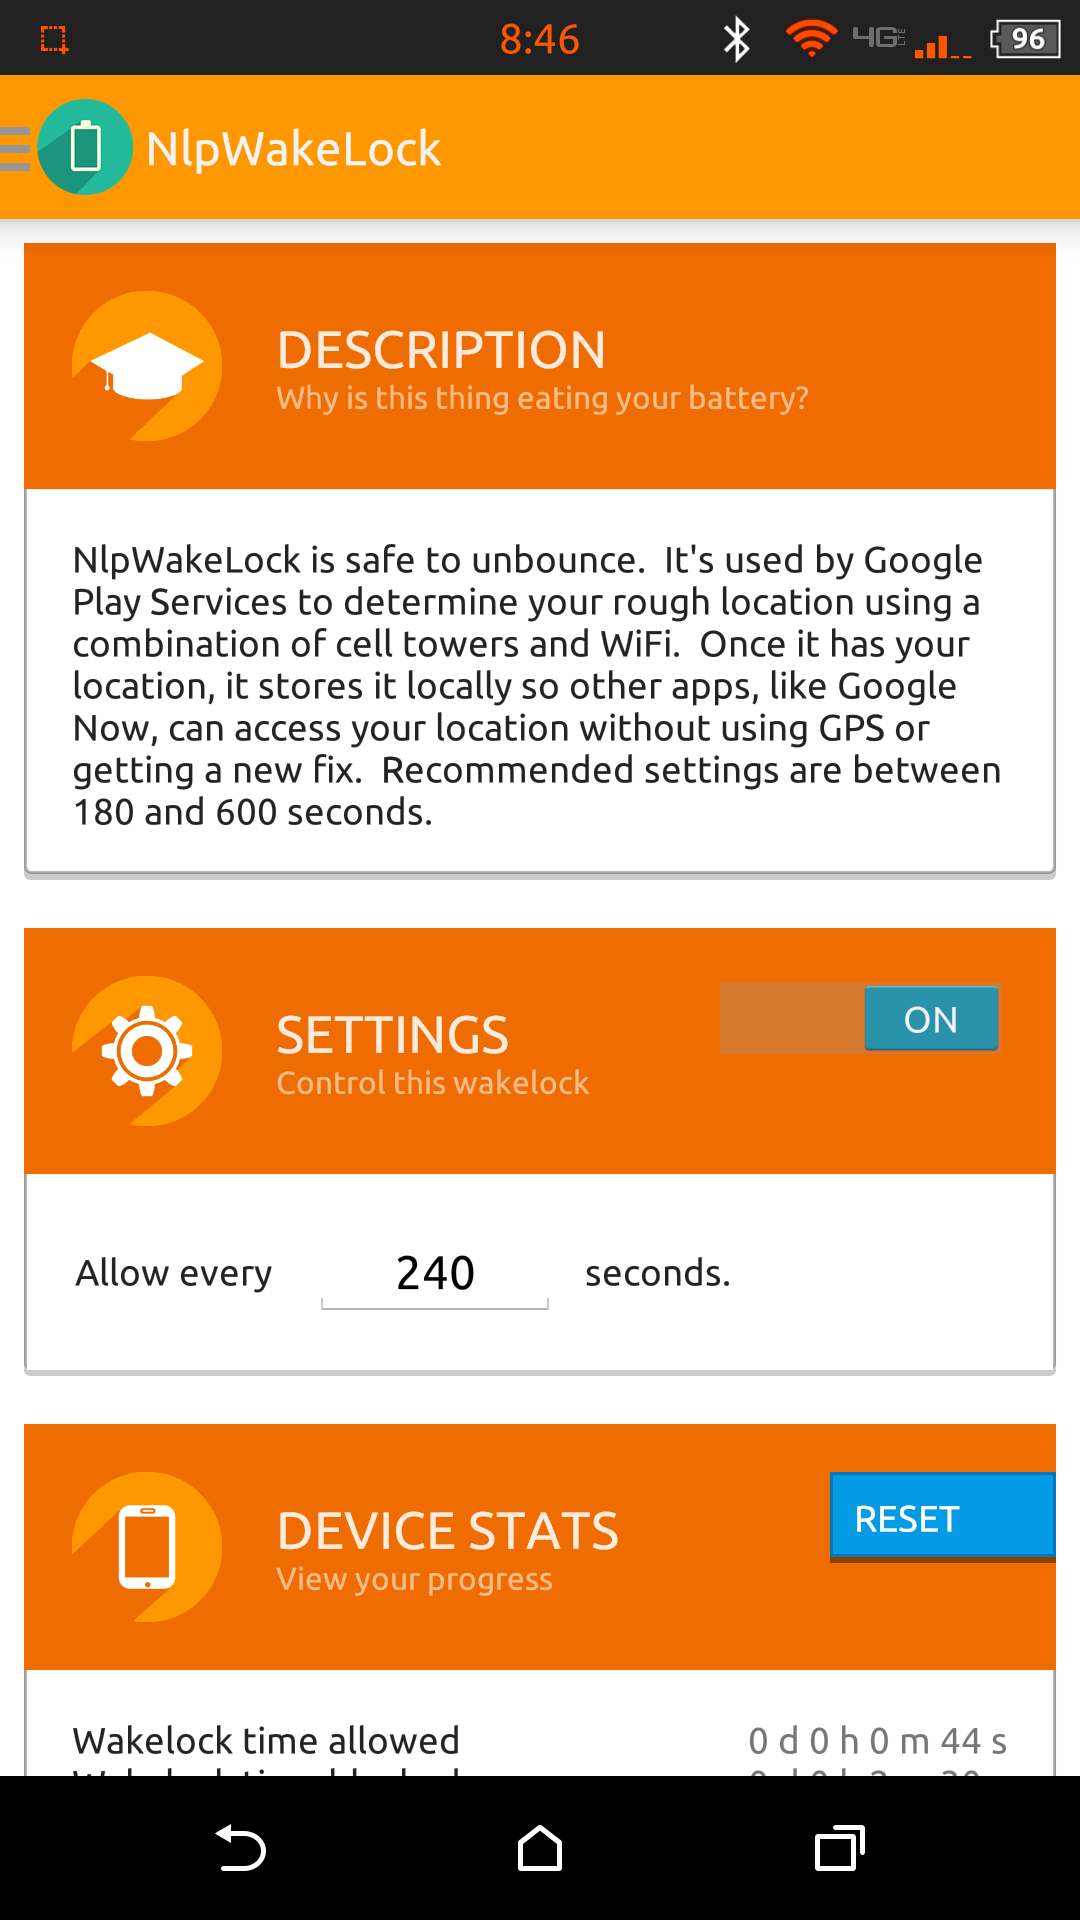 8:46
4G LTE
96
NlpWakeLock
DESCRIPTION
Why is this thing eating your battery?
NlpWakeLock is safe to unbounce.  It's used by Google
Play Services to determine your rough location using a
combination of cell towers and WiFi.  Once it has your
location, it stores it locally so other apps, like Google
Now, can access your location without using GPS or
getting a new fix.  Recommended settings are between
180 and 600 seconds.
SETTINGS
ON
Control this wakelock
Allow every 240 seconds.
DEVICE STATS
RESET
View your progress
Wakelock time allowed 0 d 0 h 0 m 44 s